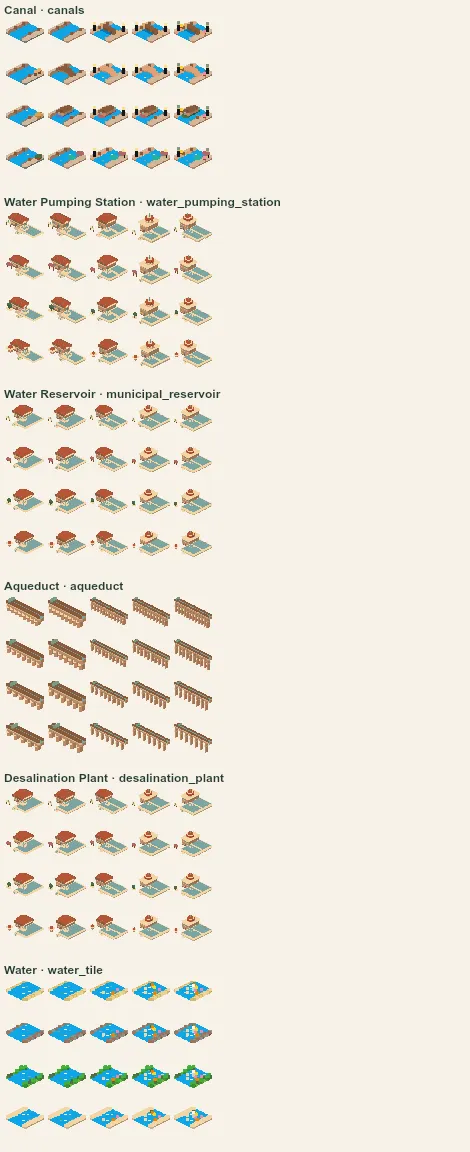 Canal · canals
Water Pumping Station · water_pumping_station
Water Reservoir · municipal_reservoir
Aqueduct · aqueduct
Desalination Plant · desalination_plant
Water · water_tile